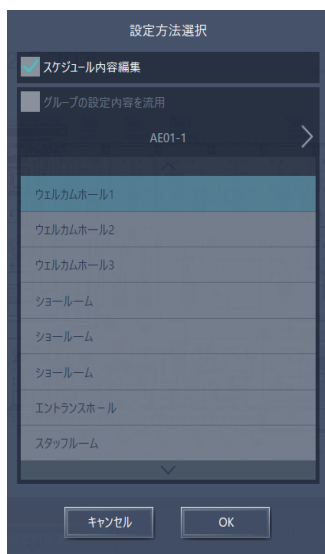 設定方法選択
スケジュール内容編集
グループの設定内容を流用
AE01-1
ウェルカムホール1
ウェルカムホール2
ウェルカムホール3
ショールーム
ショールーム
ショールーム
エントランスホール
スタッフルーム
キャンセル
OK